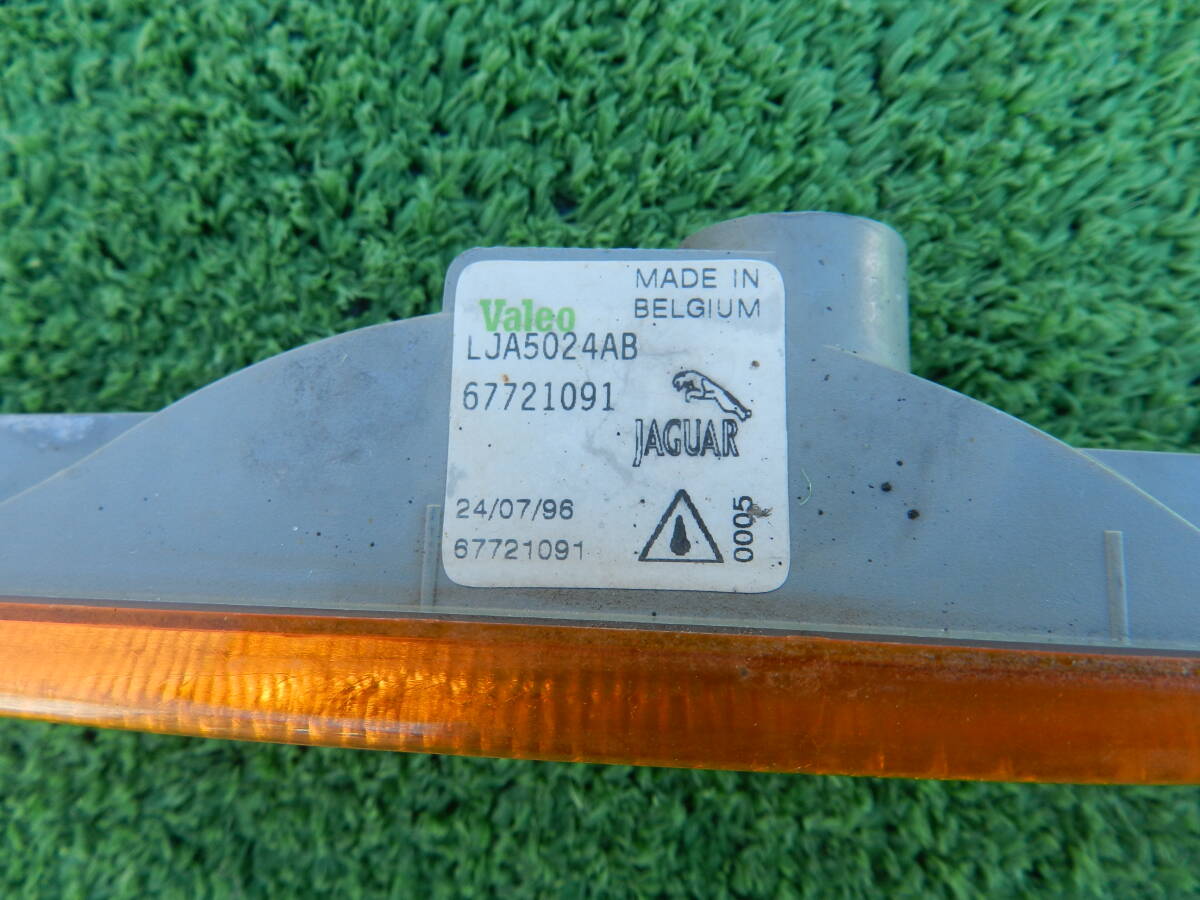 MADE IN
BELGIUM
Valeo
LJA5024AB
67721091
JAGUAR
24/07/96
67721091
0005